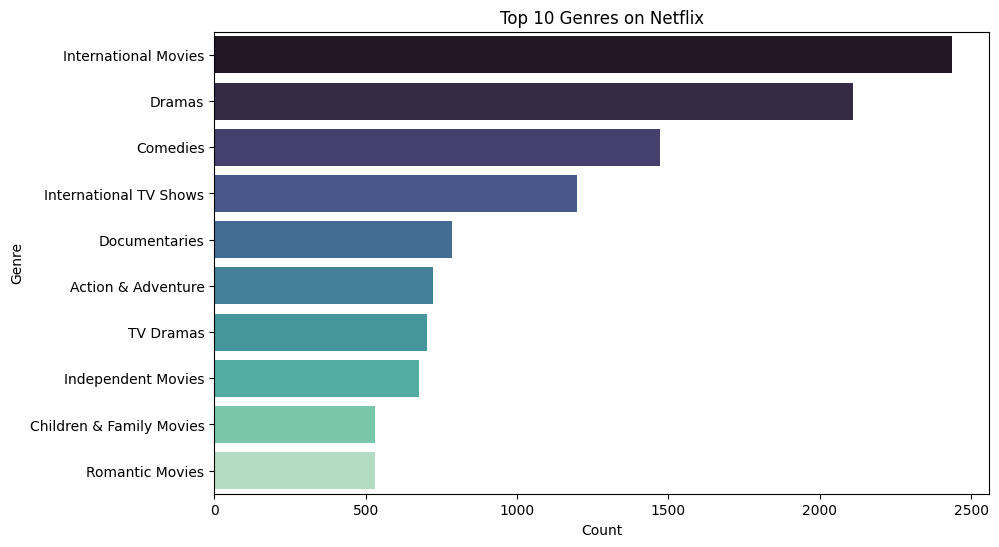 Top 10 Genres on Netflix
Genre
International Movies
Dramas
Comedies
International TV Shows
Documentaries
Action & Adventure
TV Dramas
Independent Movies
Children & Family Movies
Romantic Movies
0 500 1000 1500 2000 2500
Count